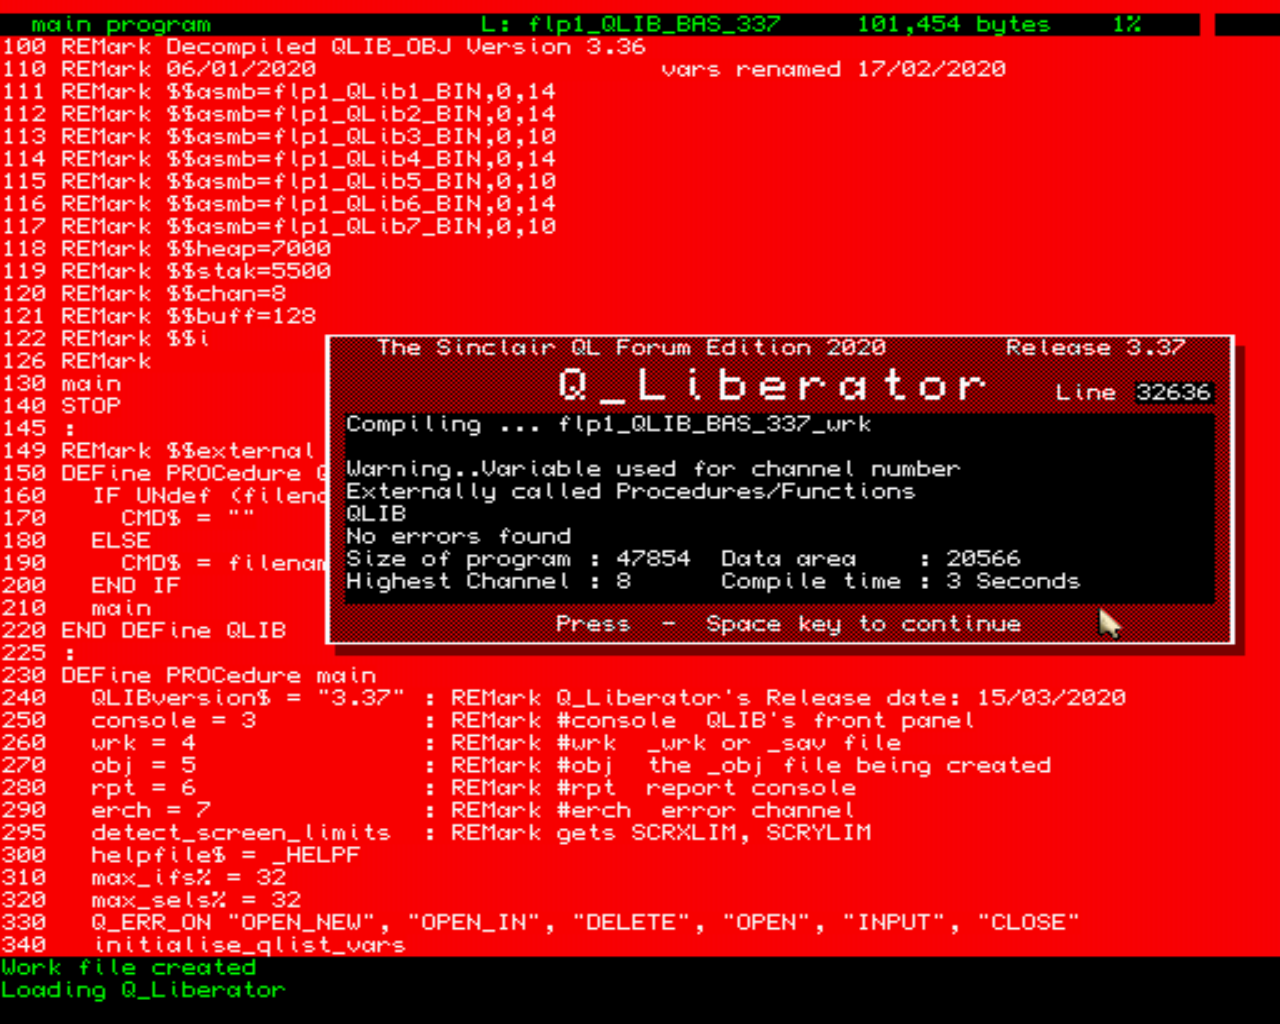 main program L: flp1_QLIB_BAS_337 101,454 bytes 1%
100 REMark Decompiled QLIB_OBJ Version 3.36
110 REMark 06/01/2020 vars renamed 17/02/2020
111 REMark $$asmb=flp1_QLib1_BIN,0,14
112 REMark $$asmb=flp1_QLib2_BIN,0,14
113 REMark $$asmb=flp1_QLib3_BIN,0,10
114 REMark $$asmb=flp1_QLib4_BIN,0,14
115 REMark $$asmb=flp1_QLib5_BIN,0,10
116 REMark $$asmb=flp1_QLib6_BIN,0,14
117 REMark $$asmb=flp1_QLib7_BIN,0,10
118 REMark $$heap=7000
119 REMark $$stak=5500
120 REMark $$chan=8
121 REMark $$buff=128
122 REMark $$i
126 REMark
130 main
140 STOP
145 :
149 REMark $$external
150 DEFine PROCedure Q
160 IF UNdef (filena
170 CMD$ = ""
180 ELSE
190 CMD$ = filenam
200 END IF
210 main
220 END DEFine QLIB
225 :
230 DEFine PROCedure main
240 QLIBversion$ = "3.37" : REMark Q_Liberator's Release date: 15/03/2020
250 console = 3 : REMark #console QLIB's front panel
260 wrk = 4 : REMark #wrk _wrk or _sav file
270 obj = 5 : REMark #obj the _obj file being created
280 rpt = 6 : REMark #rpt report console
290 erch = 7 : REMark #erch error channel
295 detect_screen_limits : REMark gets SCRXLIM, SCRYLIM
300 helpfile$ = _HELPF
310 max_ifs% = 32
320 max_sels% = 32
330 Q_ERR_ON "OPEN_NEW", "OPEN_IN", "DELETE", "OPEN", "INPUT", "CLOSE"
340 initialise_qlist_vars
The Sinclair QL Forum Edition 2020 Release 3.37
Q_Liberator Line 32636
Compiling ... flp1_QLIB_BAS_337_wrk
Warning..Variable used for channel number
Externally called Procedures/Functions
QLIB
No errors found
Size of program : 47854 Data area : 20566
Highest Channel : 8 Compile time : 3 Seconds
Press - Space key to continue
Work file created
Loading Q_Liberator